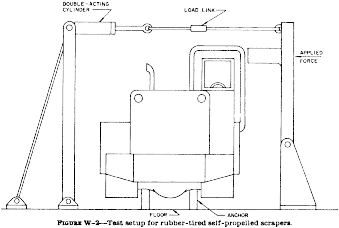 DOUBLE-ACTING
CYLINDER
LOAD LINK
APPLIED
FORCE
FLOOR
ANCHOR
FIGURE W-2—Test setup for rubber-tired self-propelled scrapers.